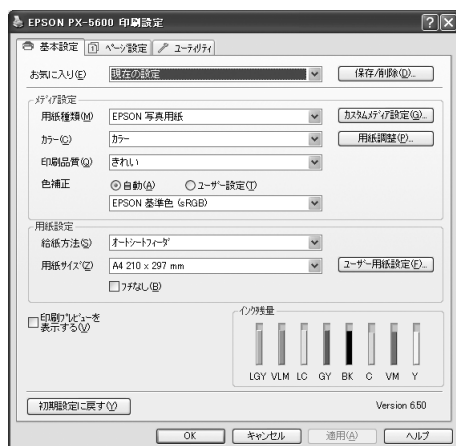 EPSON PX-5600 印刷設定
基本設定 ページ設定 ユーティリティ
お気に入り(E) 現在の設定 保存/削除(D)...
メディア設定
用紙種類(M) EPSON 写真用紙 カスタムメディア設定(G)...
カラー(C) カラー 用紙調整(P)...
印刷品質(Q) きれい
色補正 自動(A) ユーザー設定(T)
EPSON 基準色 (sRGB)
用紙設定
給紙方法(S) オートシートフィーダ
用紙サイズ(Z) A4 210 x 297 mm ユーザー用紙設定(F)...
フチなし(B)
印刷プレビューを
表示する(V)
インク残量
LGY VLM LC GY BK C VM Y
初期設定に戻す(Y) Version 6.50
OK キャンセル 適用(A) ヘルプ